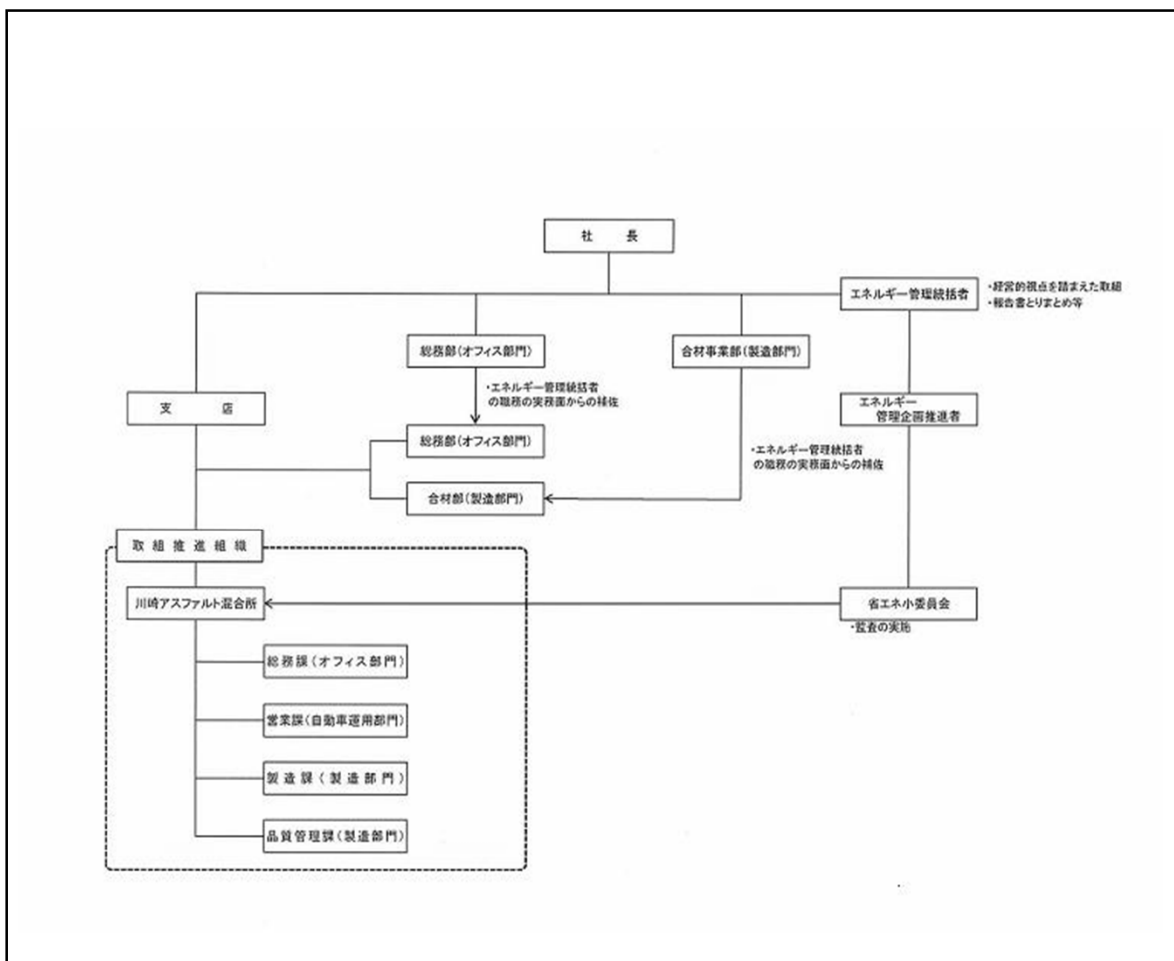 社長
エネルギー管理統括者
・経営的視点を踏まえた取組
・報告書とりまとめ等
総務部(オフィス部門)
合材事業部(製造部門)
・エネルギー管理統括者
の職務の実務面からの補佐
支店
エネルギー
管理企画推進者
総務部(オフィス部門)
・エネルギー管理統括者
の職務の実務面からの補佐
合材部(製造部門)
取組推進組織
川崎アスファルト混合所
省エネ小委員会
・監査の実施
総務課(オフィス部門)
営業課(自動車運用部門)
製造課(製造部門)
品質管理課(製造部門)